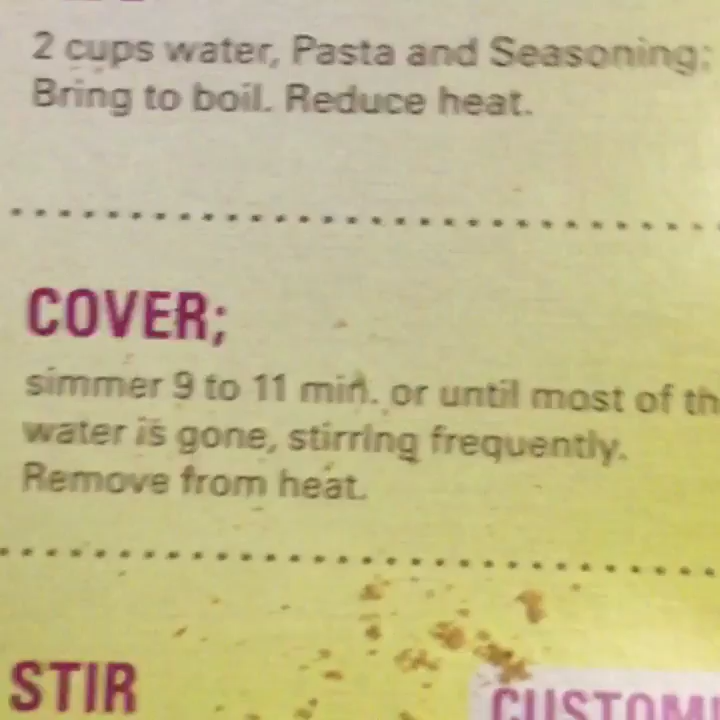 2 cups water, Pasta and Seasoning;
Bring to boil. Reduce heat.
COVER;
simmer 9 to 11 min. or until most of th
water is gone, stirring frequently.
Remove from heat.
STIR
CUSTOMI